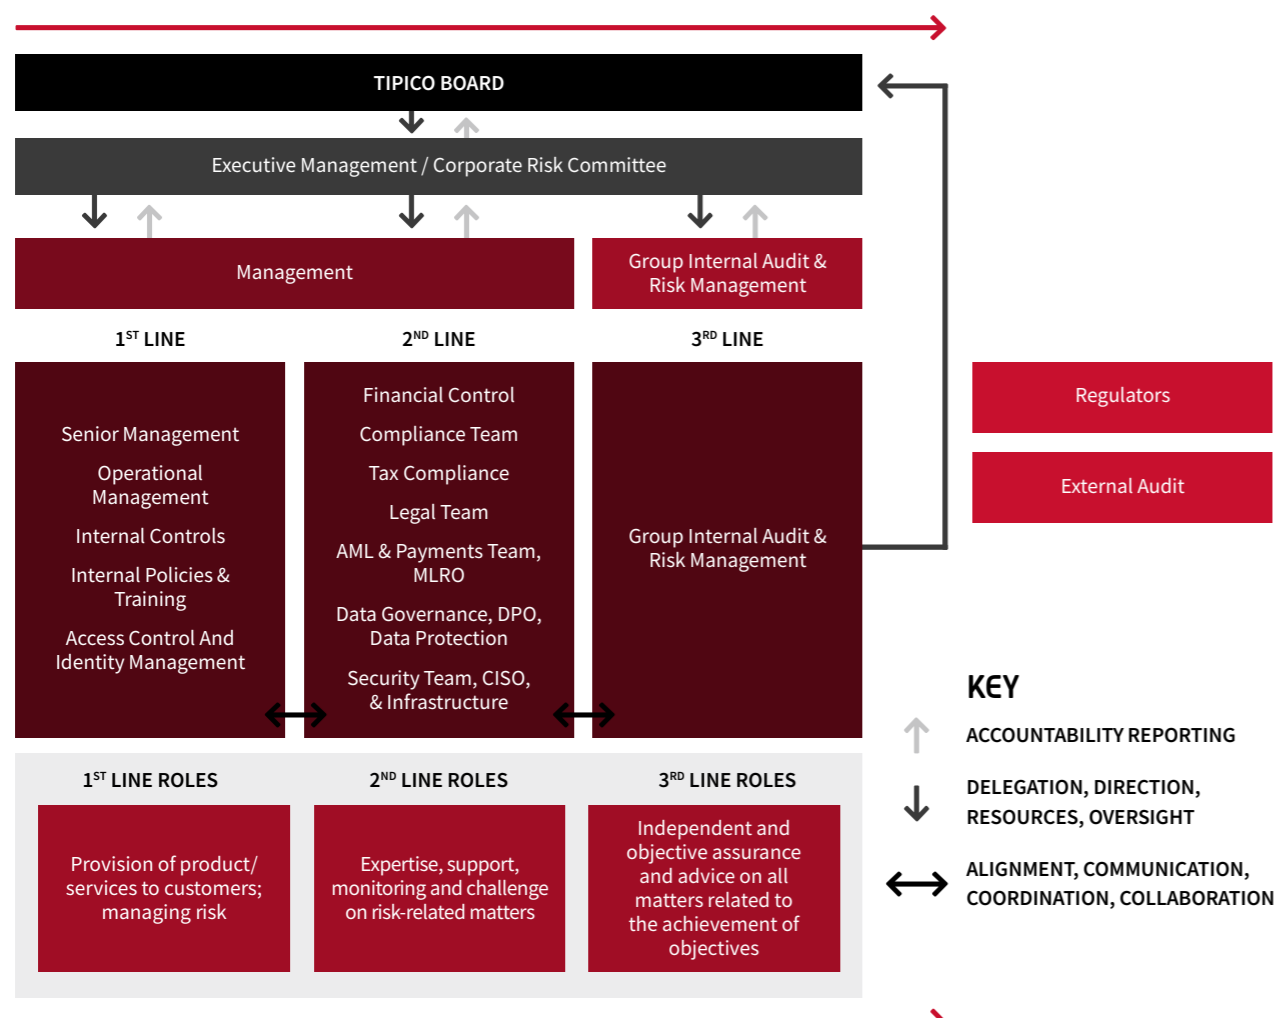 TIPICO BOARD
Executive Management / Corporate Risk Committee
Management
Group Internal Audit &
Risk Management
1ST LINE
2ND LINE
3RD LINE
Senior Management
Operational
Management
Internal Controls
Internal Policies &
Training
Access Control And
Identity Management
Financial Control
Compliance Team
Tax Compliance
Legal Team
AML & Payments Team,
MLRO
Data Governance, DPO,
Data Protection
Security Team, CISO,
& Infrastructure
Group Internal Audit &
Risk Management
Regulators
External Audit
1ST LINE ROLES
Provision of product/
services to customers;
managing risk
2ND LINE ROLES
Expertise, support,
monitoring and challenge
on risk-related matters
3RD LINE ROLES
Independent and
objective assurance
and advice on all
matters related to
the achievement of
objectives
KEY
ACCOUNTABILITY REPORTING
DELEGATION, DIRECTION,
RESOURCES, OVERSIGHT
ALIGNMENT, COMMUNICATION,
COORDINATION, COLLABORATION